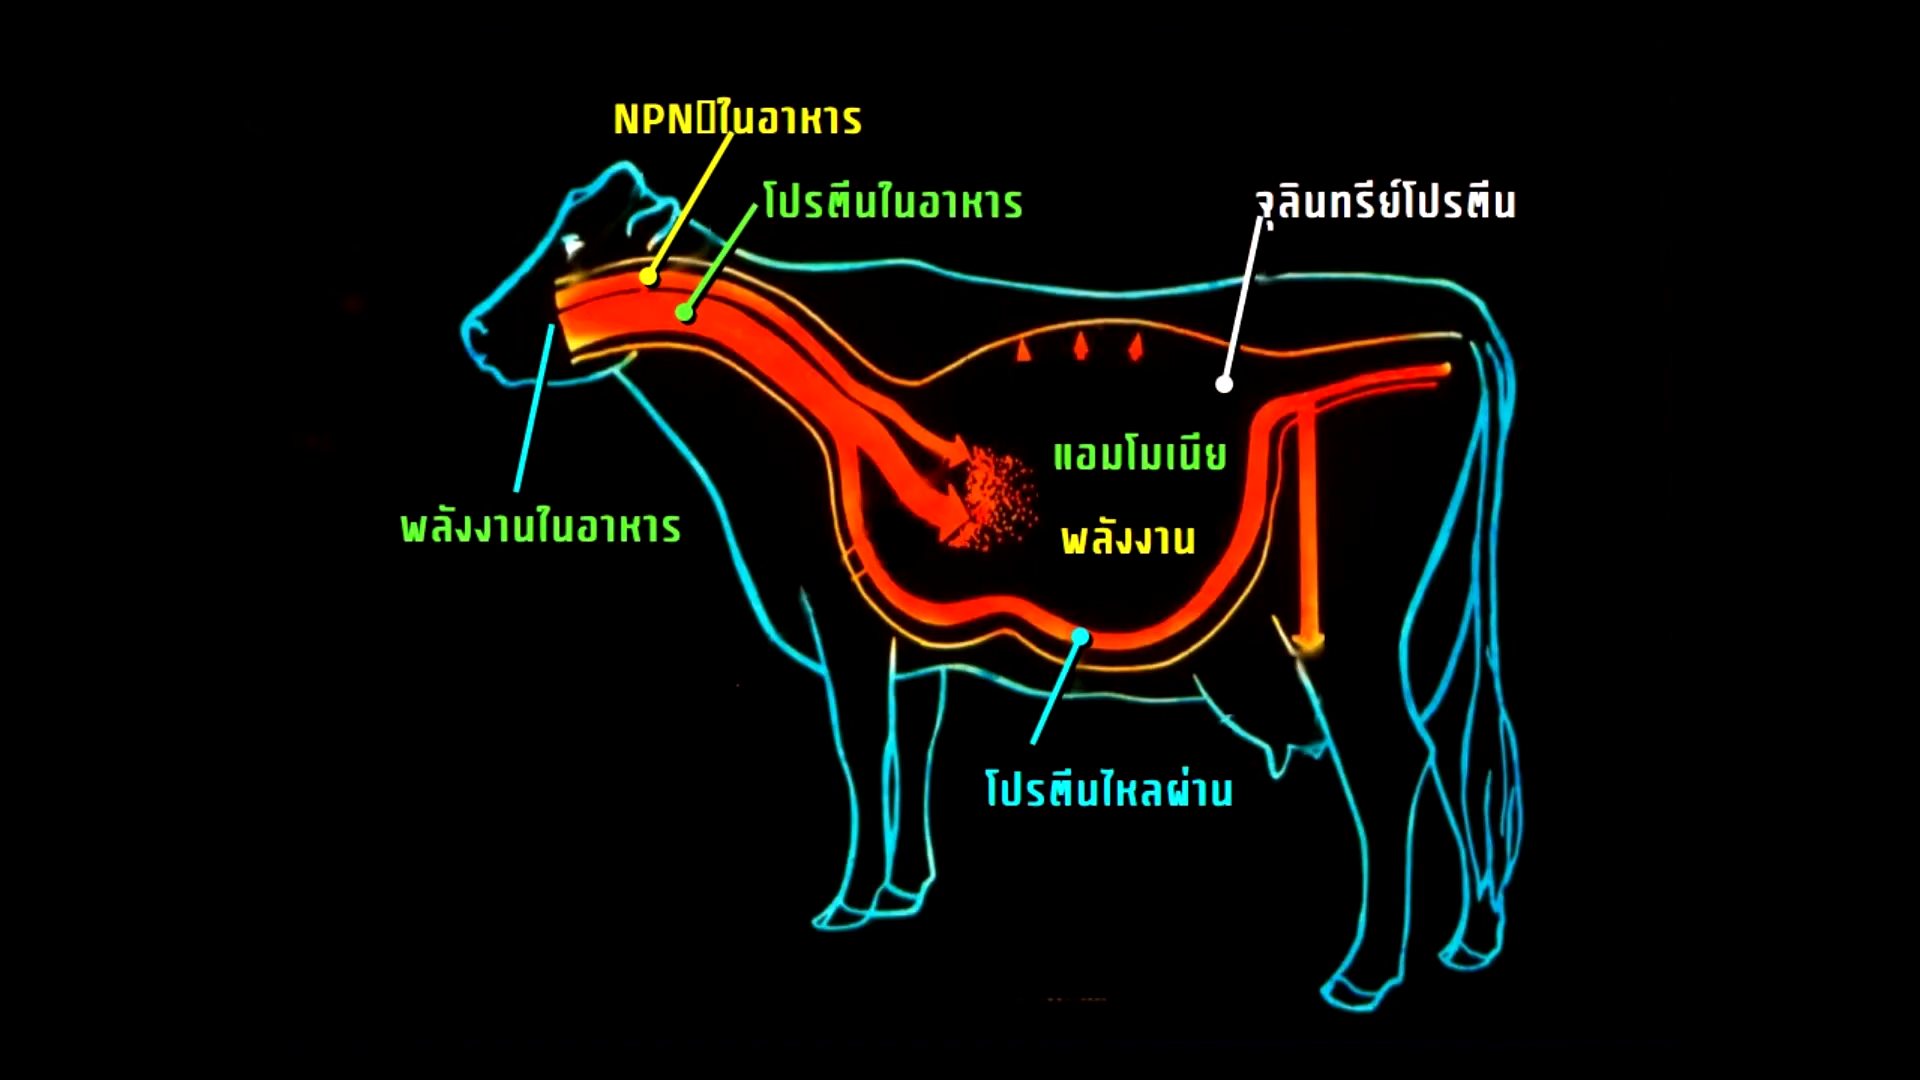 NPN▯ในอาหาร
โปรตีนในอาหาร
จุลินทรีย์โปรตีน
แอมโมเนีย
พลังงานในอาหาร
พลังงาน
โปรตีนไหลผ่าน